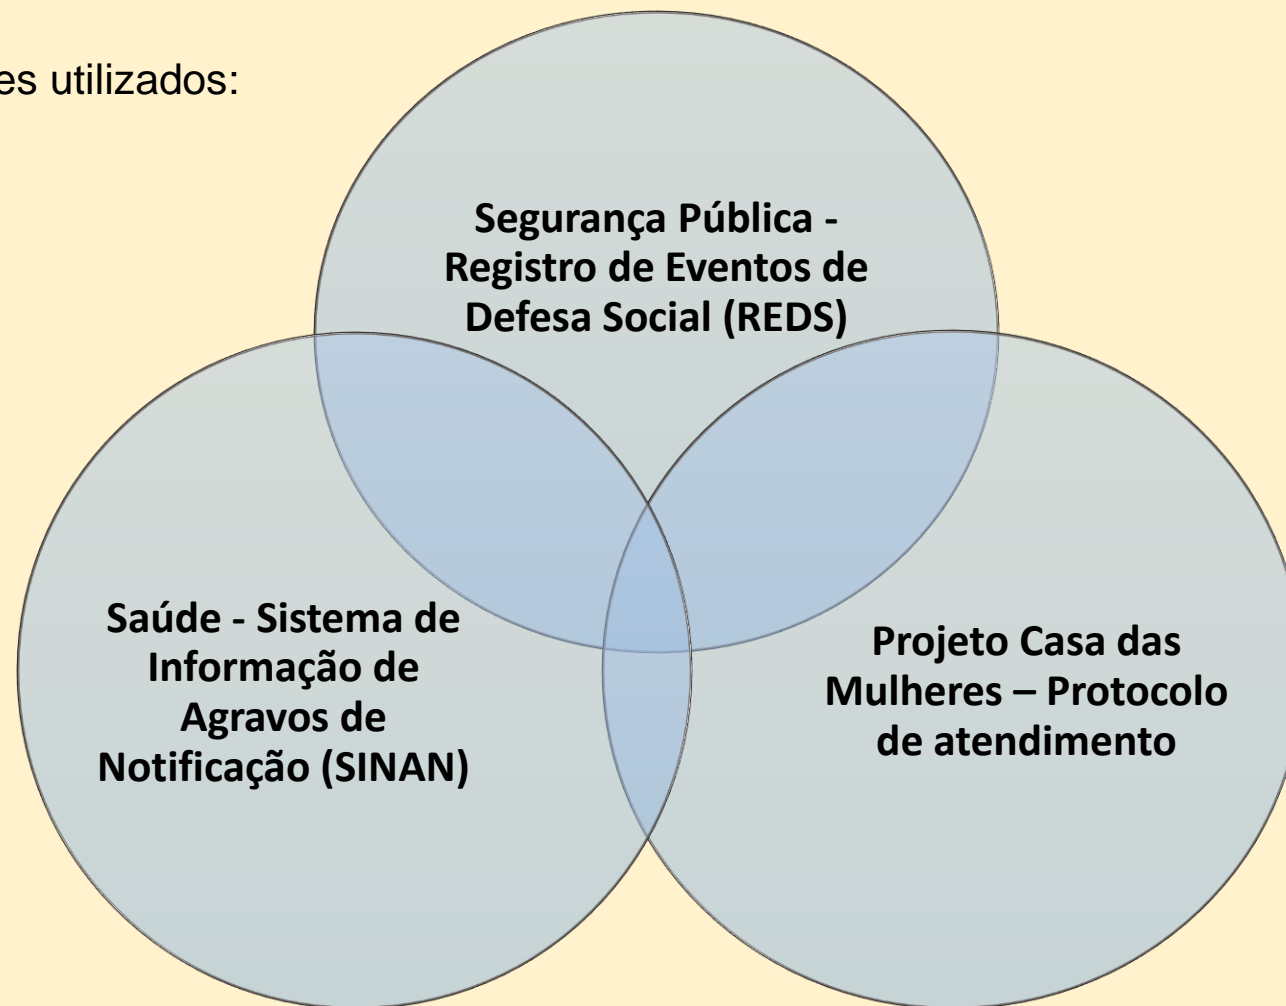 es utilizados:
Segurança Pública -
Registro de Eventos de
Defesa Social (REDS)
Saúde - Sistema de
Informação de
Agravos de
Notificação (SINAN)
Projeto Casa das
Mulheres – Protocolo
de atendimento